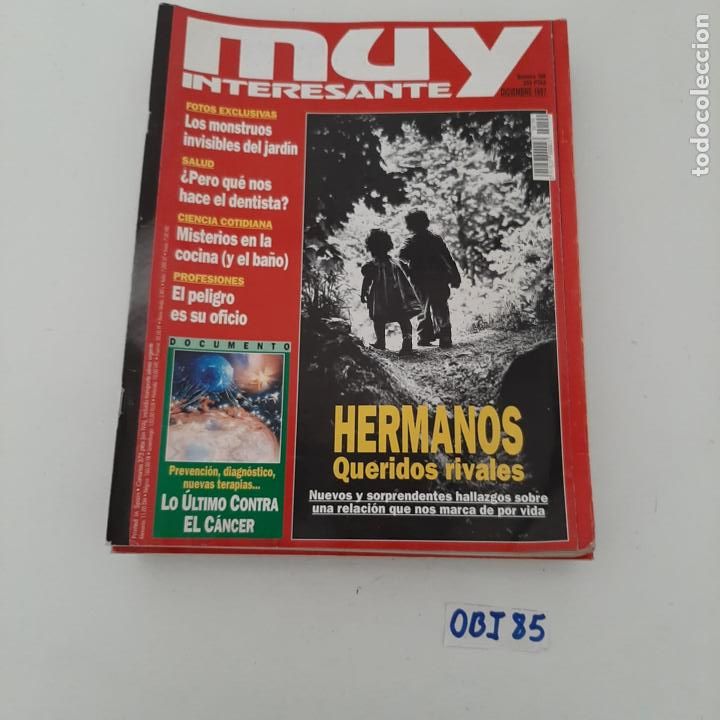 muy
INTERESANTE
DICIEMBRE 1997
FOTOS EXCLUSIVAS
Los monstruos
invisibles del jardín
SALUD
¿Pero qué nos
hace el dentista?
CIENCIA COTIDIANA
Misterios en la
cocina (y el baño)
PROFESIONES
El peligro
es su oficio
DOCUMENTO
Prevención, diagnóstico,
nuevas terapias...
LO ÚLTIMO CONTRA
EL CÁNCER
HERMANOS
Queridos rivales
Nuevos y sorprendentes hallazgos sobre
una relación que nos marca de por vida
Printed in Spain
OBJ 85
todocoleccion